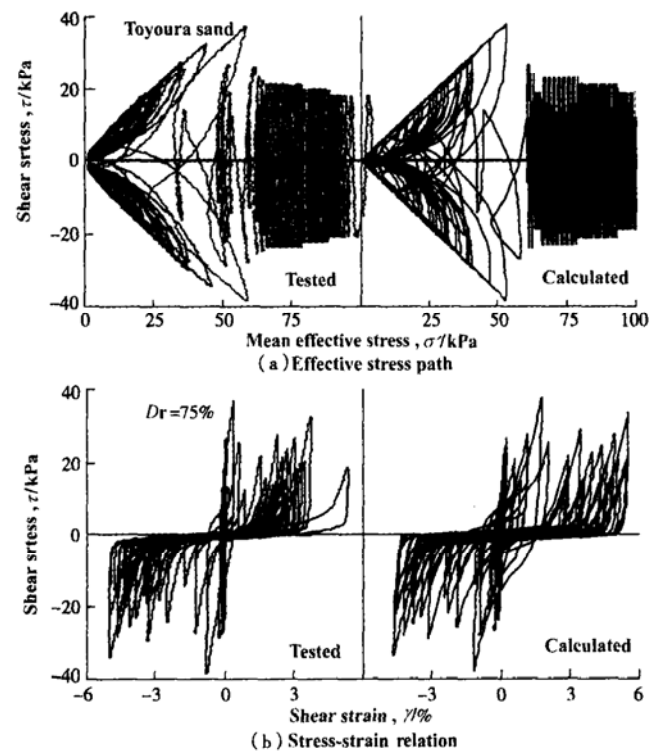 40
Toyoura sand
20
0
-20
-40
Shear srtess , τ/kPa
Tested
Calculated
0 25 50 75 25 50 75 100
Mean effective stress , σ'/kPa
( a ) Effective stress path
40
Dr =75%
20
0
-20
-40
Shear srtess , τ/kPa
Tested
Calculated
-6 -3 0 3 -3 0 3 6
Shear strain , γ/%
( b ) Stress-strain relation